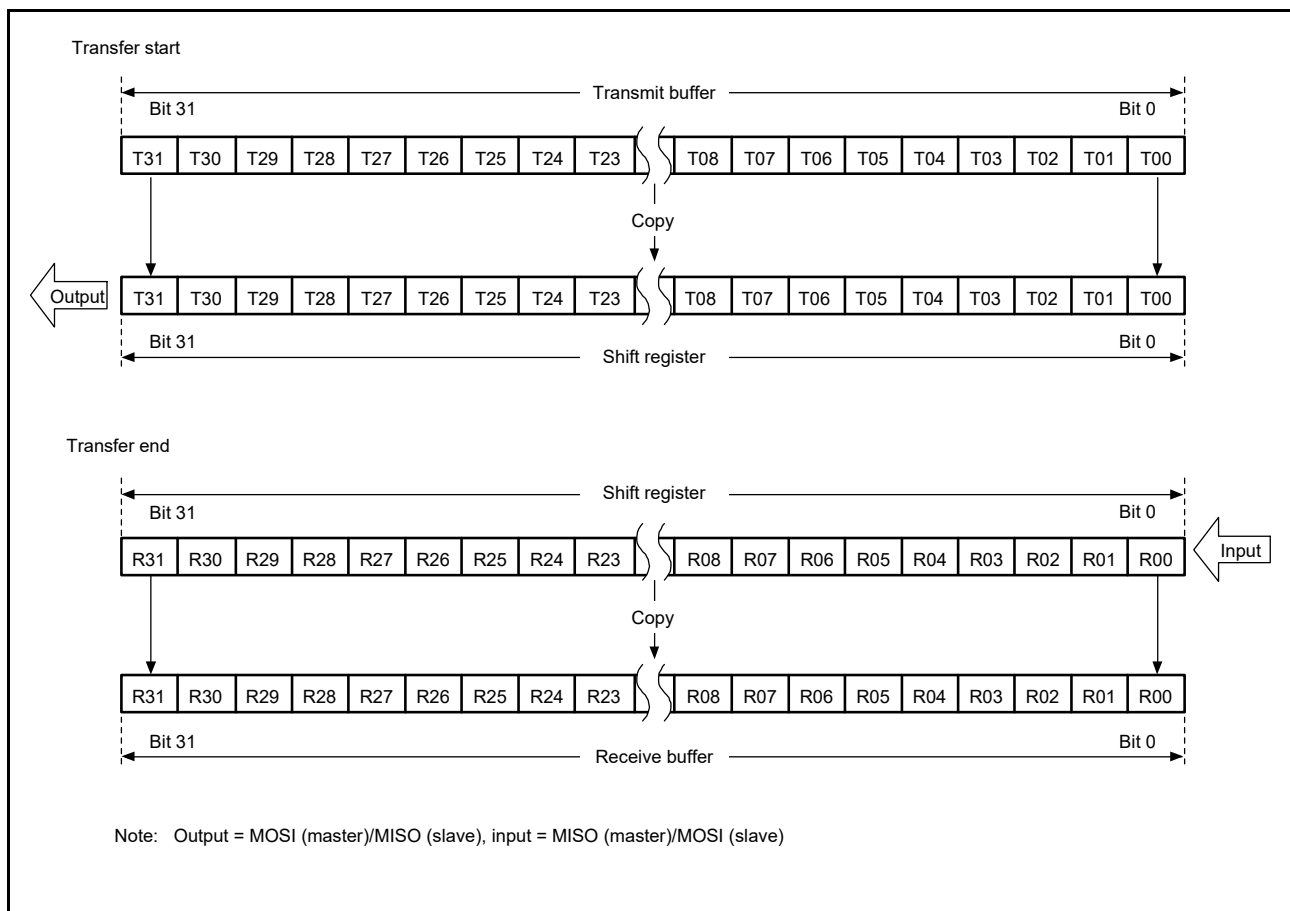 Transfer start
Transmit buffer
Bit 31 Bit 0
T31 T30 T29 T28 T27 T26 T25 T24 T23 T08 T07 T06 T05 T04 T03 T02 T01 T00
Copy
Output T31 T30 T29 T28 T27 T26 T25 T24 T23 T08 T07 T06 T05 T04 T03 T02 T01 T00
Bit 31 Bit 0
Shift register
Transfer end
Shift register
Bit 31 Bit 0
R31 R30 R29 R28 R27 R26 R25 R24 R23 R08 R07 R06 R05 R04 R03 R02 R01 R00 Input
Copy
R31 R30 R29 R28 R27 R26 R25 R24 R23 R08 R07 R06 R05 R04 R03 R02 R01 R00
Bit 31 Bit 0
Receive buffer
Note: Output = MOSI (master)/MISO (slave), input = MISO (master)/MOSI (slave)